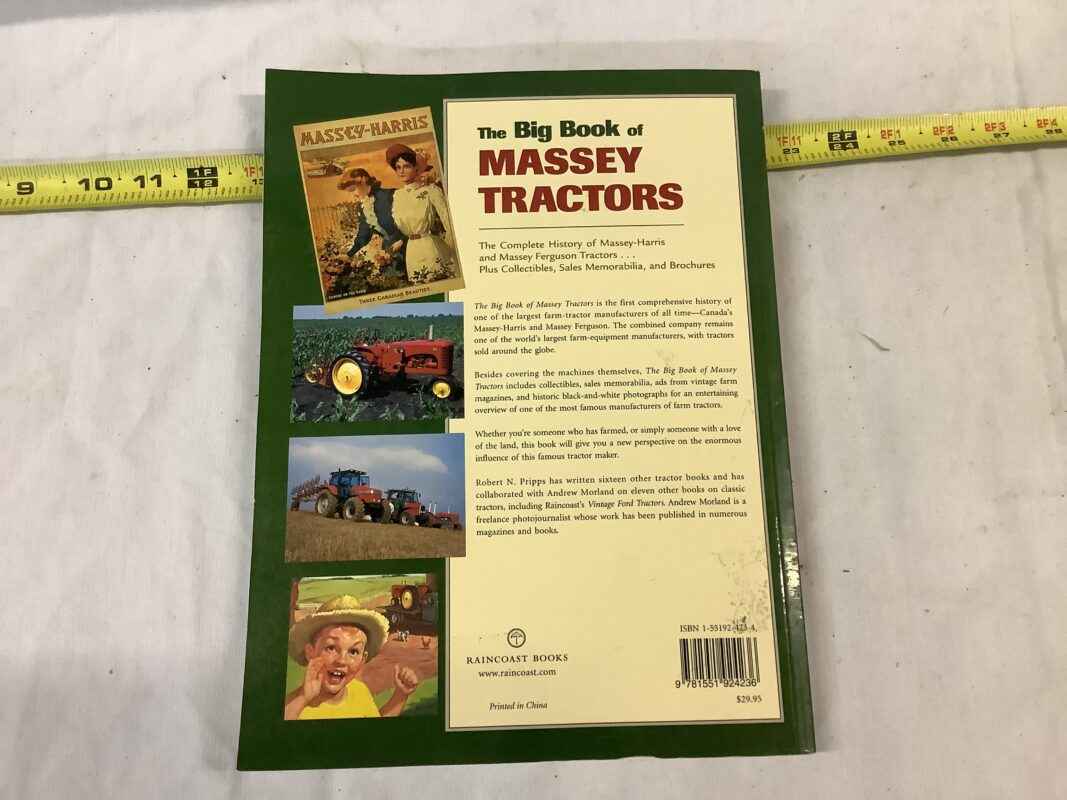 9 10 11 1F 12 1F1 13
1F11 23 2F 24 2F1 25 2F2 26 2F3 27 2F4 28
MASSEY-HARRIS
THREE CANADIAN BEAUTIES
The Big Book of
MASSEY
TRACTORS
The Complete History of Massey-Harris
and Massey Ferguson Tractors . . .
Plus Collectibles, Sales Memorabilia, and Brochures
The Big Book of Massey Tractors is the first comprehensive history of
one of the largest farm-tractor manufacturers of all time—Canada's
Massey-Harris and Massey Ferguson. The combined company remains
one of the world's largest farm-equipment manufacturers, with tractors
sold around the globe.
Besides covering the machines themselves, The Big Book of Massey
Tractors includes collectibles, sales memorabilia, ads from vintage farm
magazines, and historic black-and-white photographs for an entertaining
overview of one of the most famous manufacturers of farm tractors.
Whether you're someone who has farmed, or simply someone with a love
of the land, this book will give you a new perspective on the enormous
influence of this famous tractor maker.
Robert N. Pripps has written sixteen other tractor books and has
collaborated with Andrew Morland on eleven other books on classic
tractors, including Raincoast's Vintage Ford Tractors. Andrew Morland is a
freelance photojournalist whose work has been published in numerous
magazines and books.
RAINCOAST BOOKS
www.raincoast.com
Printed in China
ISBN 1-55192-423-4
9 781551 924236
$29.95